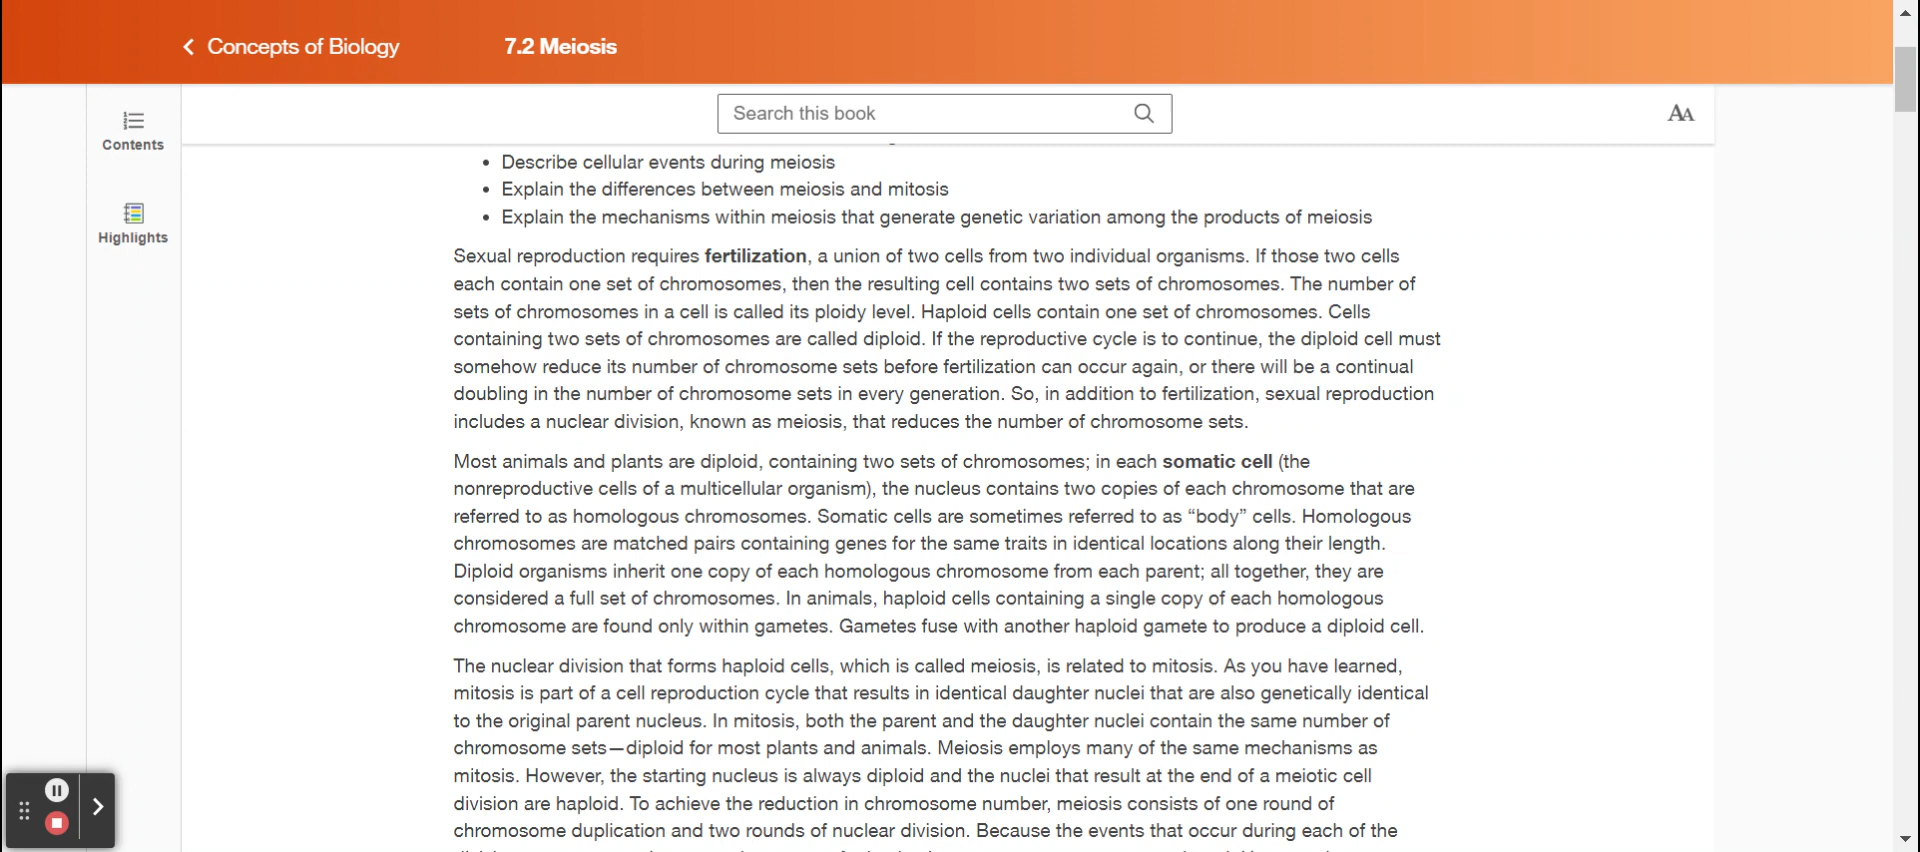 Concepts of Biology
7.2 Meiosis
Search this book
AA
Contents
Highlights
• Describe cellular events during meiosis
• Explain the differences between meiosis and mitosis
• Explain the mechanisms within meiosis that generate genetic variation among the products of meiosis
Sexual reproduction requires fertilization, a union of two cells from two individual organisms. If those two cells
each contain one set of chromosomes, then the resulting cell contains two sets of chromosomes. The number of
sets of chromosomes in a cell is called its ploidy level. Haploid cells contain one set of chromosomes. Cells
containing two sets of chromosomes are called diploid. If the reproductive cycle is to continue, the diploid cell must
somehow reduce its number of chromosome sets before fertilization can occur again, or there will be a continual
doubling in the number of chromosome sets in every generation. So, in addition to fertilization, sexual reproduction
includes a nuclear division, known as meiosis, that reduces the number of chromosome sets.
Most animals and plants are diploid, containing two sets of chromosomes; in each somatic cell (the
nonreproductive cells of a multicellular organism), the nucleus contains two copies of each chromosome that are
referred to as homologous chromosomes. Somatic cells are sometimes referred to as “body” cells. Homologous
chromosomes are matched pairs containing genes for the same traits in identical locations along their length.
Diploid organisms inherit one copy of each homologous chromosome from each parent; all together, they are
considered a full set of chromosomes. In animals, haploid cells containing a single copy of each homologous
chromosome are found only within gametes. Gametes fuse with another haploid gamete to produce a diploid cell.
The nuclear division that forms haploid cells, which is called meiosis, is related to mitosis. As you have learned,
mitosis is part of a cell reproduction cycle that results in identical daughter nuclei that are also genetically identical
to the original parent nucleus. In mitosis, both the parent and the daughter nuclei contain the same number of
chromosome sets—diploid for most plants and animals. Meiosis employs many of the same mechanisms as
mitosis. However, the starting nucleus is always diploid and the nuclei that result at the end of a meiotic cell
division are haploid. To achieve the reduction in chromosome number, meiosis consists of one round of
chromosome duplication and two rounds of nuclear division. Because the events that occur during each of the